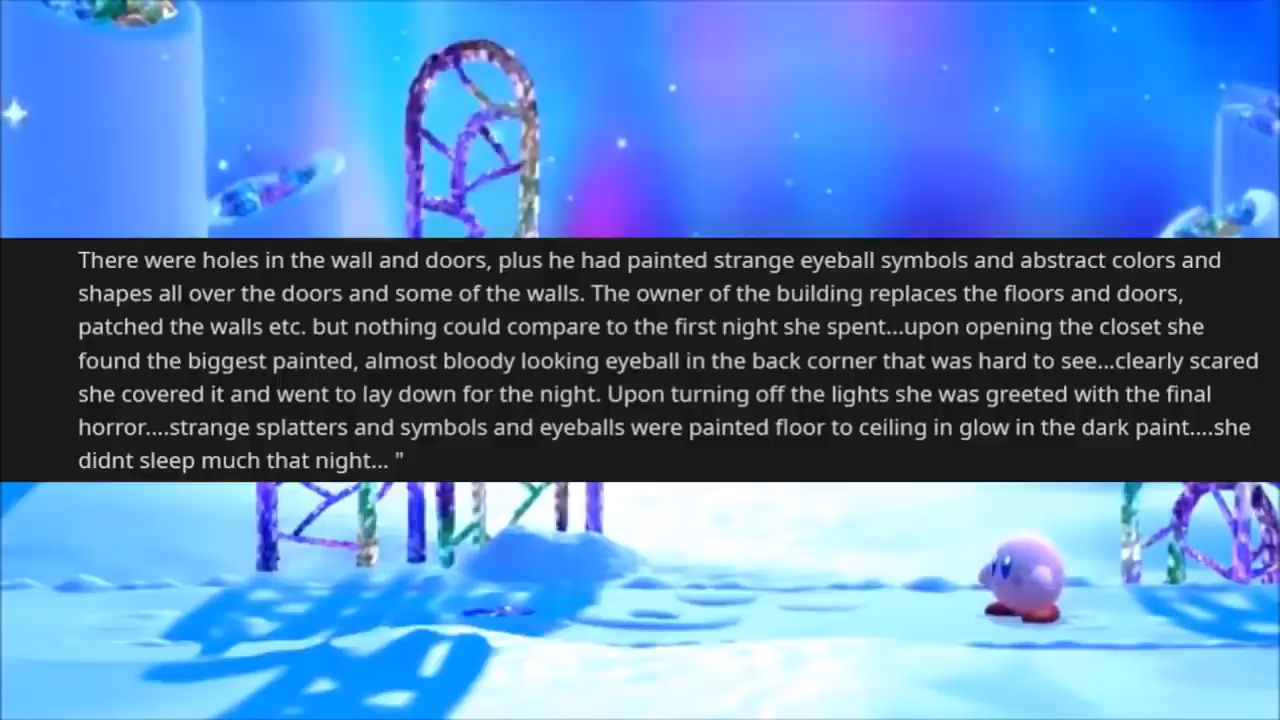 There were holes in the wall and doors, plus he had painted strange eyeball symbols and abstract colors and
shapes all over the doors and some of the walls. The owner of the building replaces the floors and doors,
patched the walls etc. but nothing could compare to the first night she spent...upon opening the closet she
found the biggest painted, almost bloody looking eyeball in the back corner that was hard to see...clearly scared
she covered it and went to lay down for the night. Upon turning off the lights she was greeted with the final
horror....strange splatters and symbols and eyeballs were painted floor to ceiling in glow in the dark paint....she
didnt sleep much that night... "